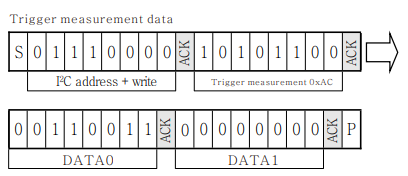 Trigger measurement data
S 0 1 1 1 0 0 0 0 ACK 1 0 1 0 1 1 0 0 ACK
I²C address + write Trigger measurement 0xAC
0 0 1 1 0 0 1 1 ACK 0 0 0 0 0 0 0 0 ACK P
DATA0 DATA1